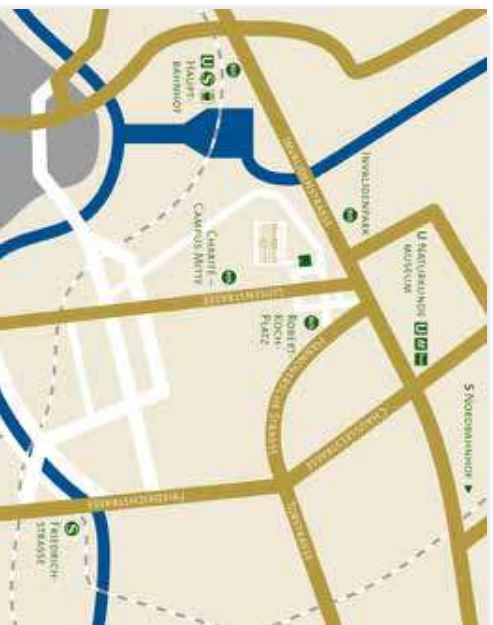 S NORDBAHNHOF ►
U NATURKUNDE
MUSEUM
U
INVALIDENPARK
INVALIDENSTRASSE
CHAUSSEESTRASSE
HANNOVERSCHE STRASSE
ROBERT-
KOCH-
PLATZ
LUISENSTRASSE
CHARITÉ –
CAMPUS MITTE
U S
HAUPT-
BAHNHOF
FRIEDRICHSTRASSE
S
FRIEDRICH-
STRASSE